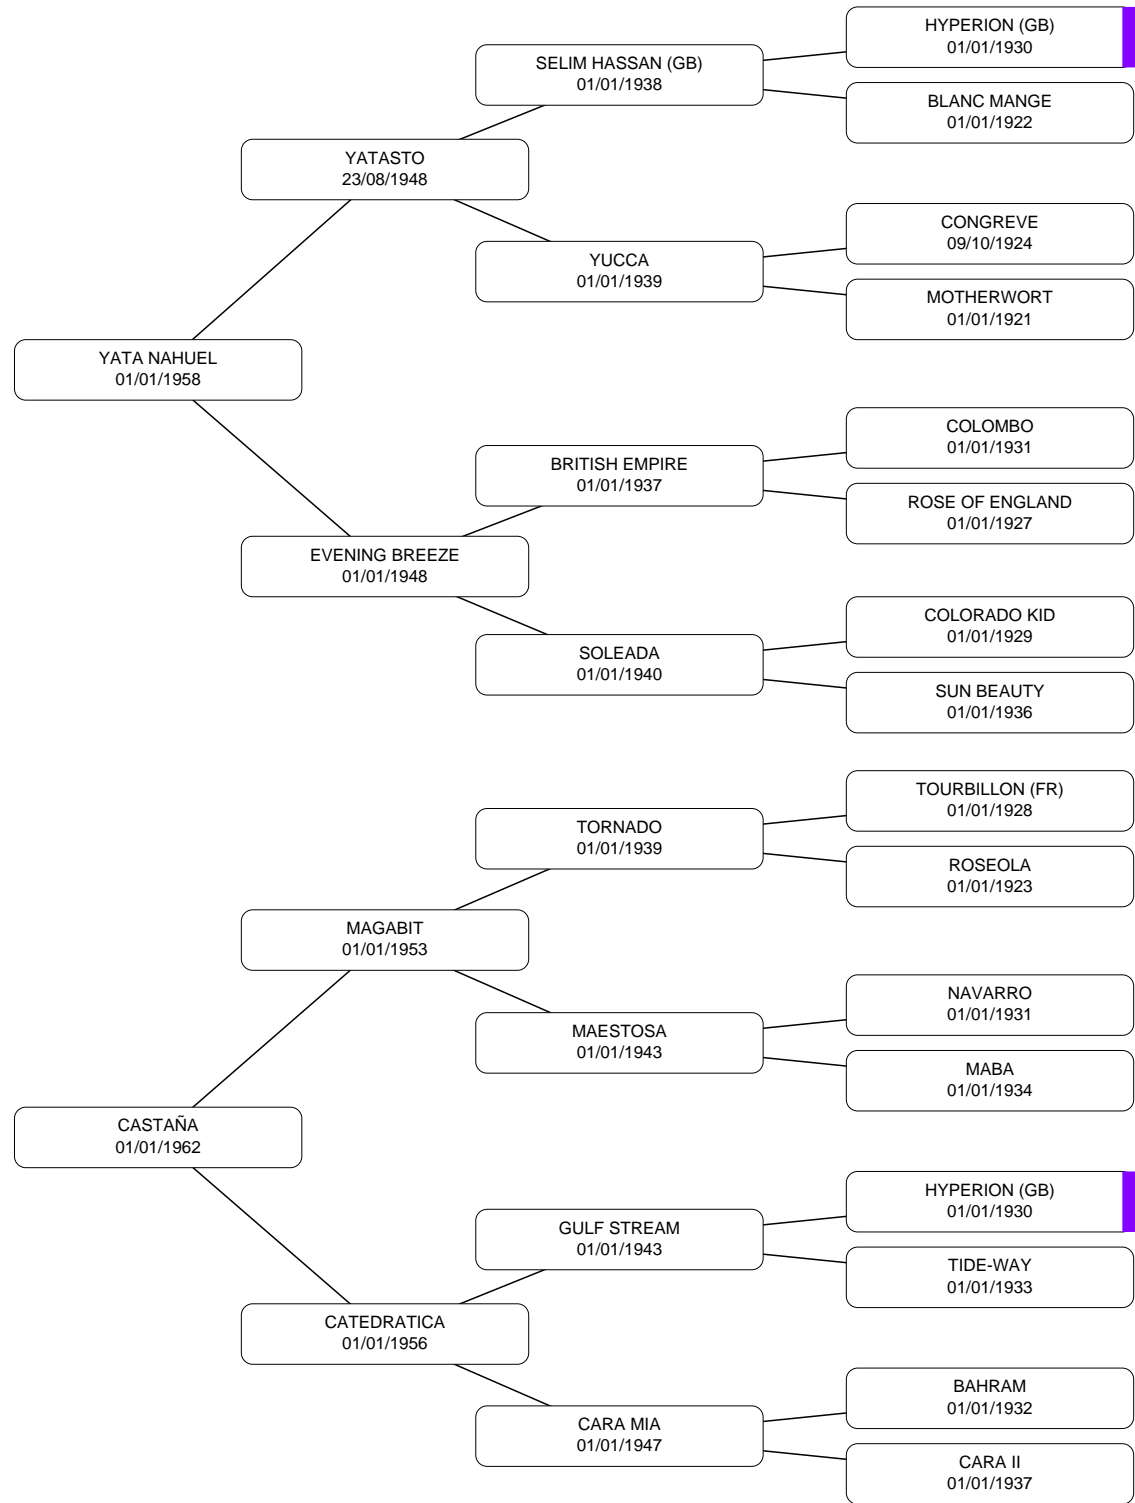 HYPERION (GB)
01/01/1930
SELIM HASSAN (GB)
01/01/1938
BLANC MANGE
01/01/1922
YATASTO
23/08/1948
CONGREVE
09/10/1924
YUCCA
01/01/1939
MOTHERWORT
01/01/1921
YATA NAHUEL
01/01/1958
COLOMBO
01/01/1931
BRITISH EMPIRE
01/01/1937
ROSE OF ENGLAND
01/01/1927
EVENING BREEZE
01/01/1948
COLORADO KID
01/01/1929
SOLEADA
01/01/1940
SUN BEAUTY
01/01/1936
TOURBILLON (FR)
01/01/1928
TORNADO
01/01/1939
ROSEOLA
01/01/1923
MAGABIT
01/01/1953
NAVARRO
01/01/1931
MAESTOSA
01/01/1943
MABA
01/01/1934
CASTAÑA
01/01/1962
HYPERION (GB)
01/01/1930
GULF STREAM
01/01/1943
TIDE-WAY
01/01/1933
CATEDRATICA
01/01/1956
BAHRAM
01/01/1932
CARA MIA
01/01/1947
CARA II
01/01/1937